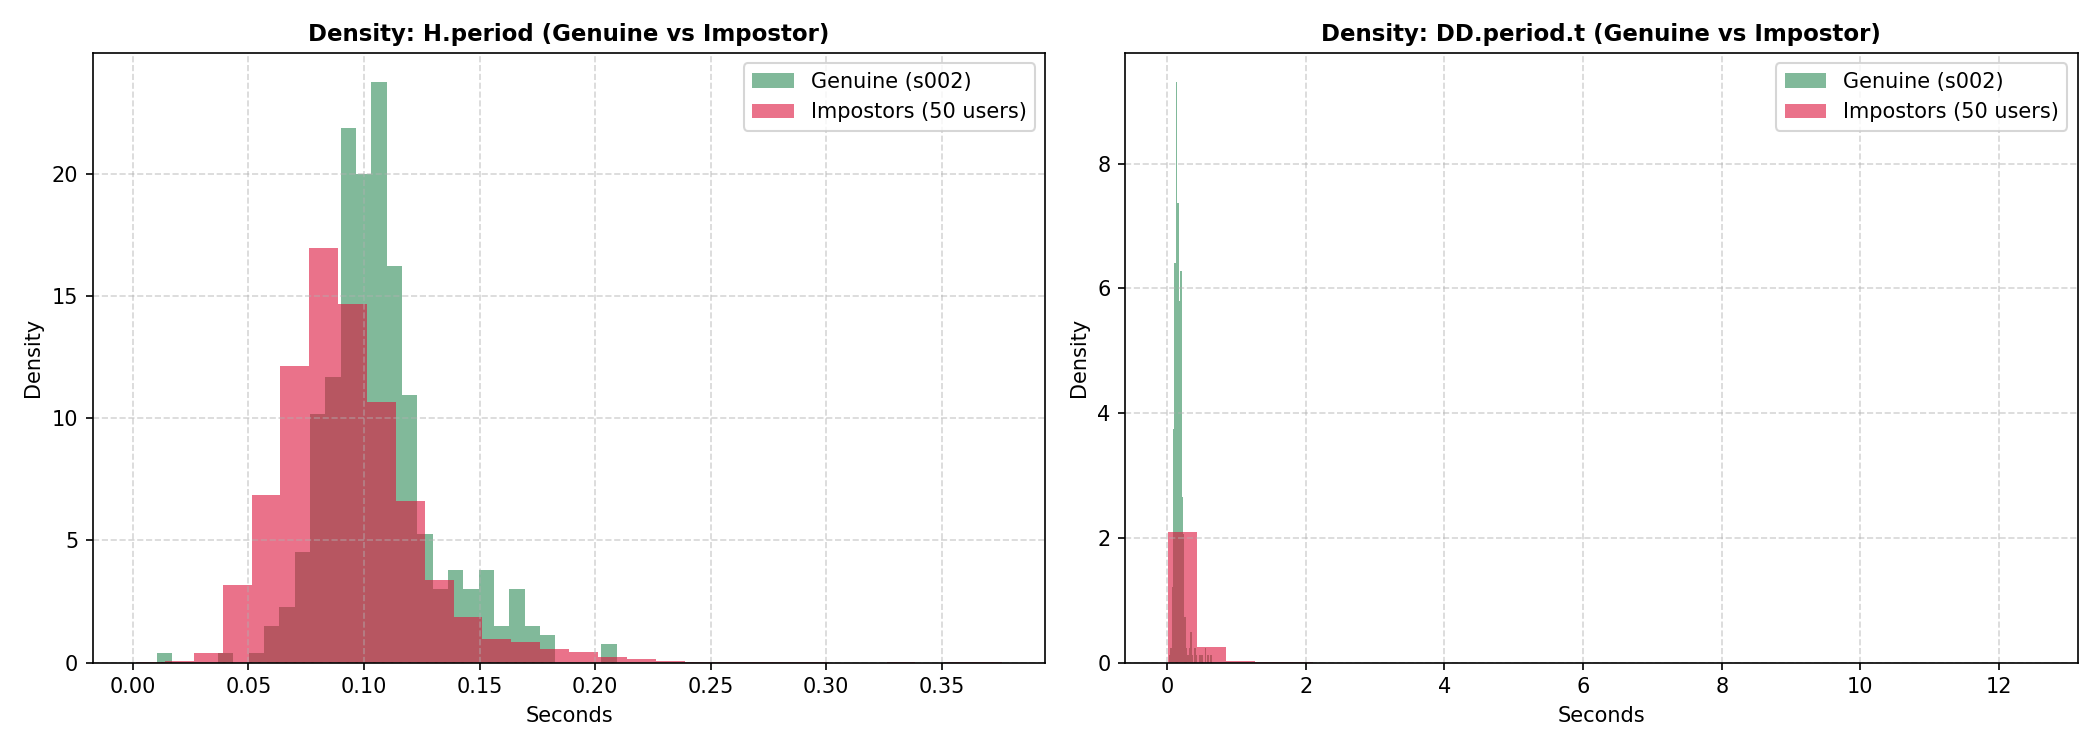 Density: H.period (Genuine vs Impostor)
Genuine (s002)
Impostors (50 users)
Density
20
15
10
5
0
0.00 0.05 0.10 0.15 0.20 0.25 0.30 0.35
Seconds
Density: DD.period.t (Genuine vs Impostor)
Genuine (s002)
Impostors (50 users)
Density
8
6
4
2
0
0 2 4 6 8 10 12
Seconds